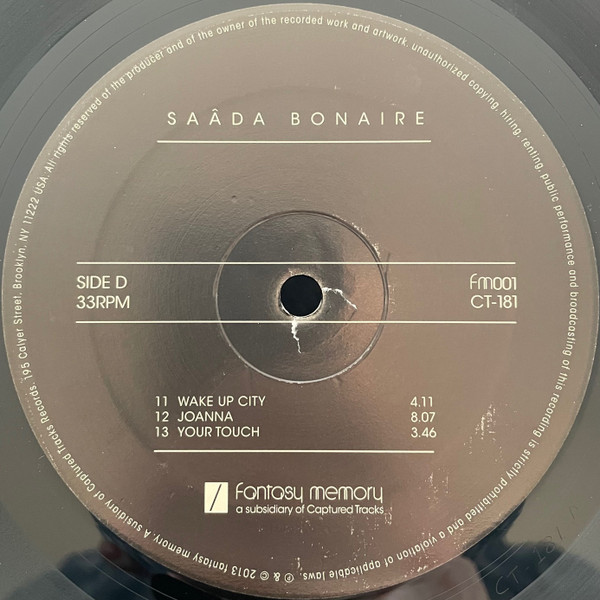 SAÂDA BONAIRE
SIDE D
33RPM
fm001
CT-181
11 WAKE UP CITY 4.11
12 JOANNA 8.07
13 YOUR TOUCH 3.46
fantasy memory
a subsidiary of Captured Tracks
℗ & © 2013 fantasy memory. A susidiary of Captured Tracks Records. 195 Calyer Street, Brooklyn, NY 11222 USA. All rights reserved of the producer and of the owner of the recorded work and artwork. unauthorized copying, hiring, renting, public performance and broadcasting of this recording is strictly prohibited and a violation of applicable laws.
CT-181